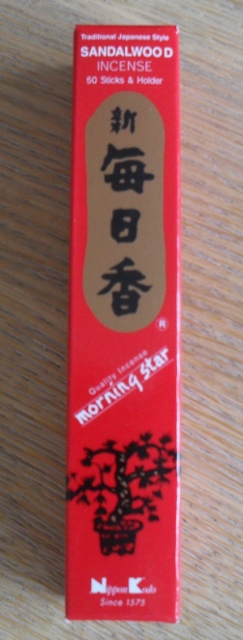 Traditional Japanese Style
SANDALWOOD
INCENSE
50 Sticks & Holder
新
毎
日
香
®
Quality Incense
morning star
Nippon Kodo
Since 1575